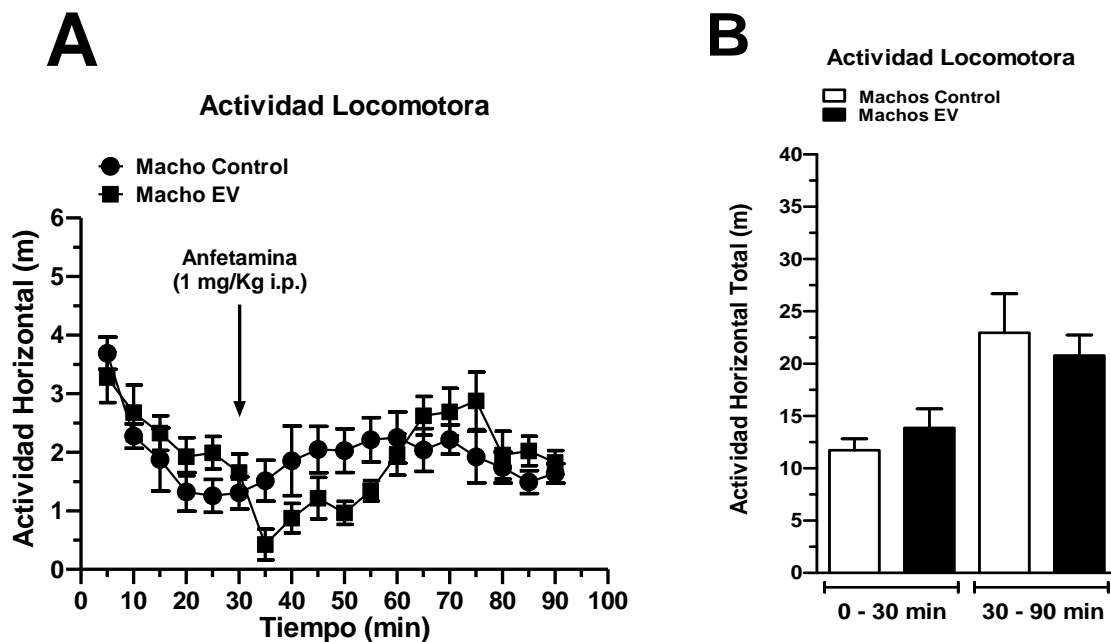 A
Actividad Locomotora
Macho Control
Macho EV
Anfetamina
(1 mg/Kg i.p.)
Actividad Horizontal (m)
6
5
4
3
2
1
0
0 10 20 30 40 50 60 70 80 90 100
Tiempo (min)
B
Actividad Locomotora
Machos Control
Machos EV
Actividad Horizontal Total (m)
40
35
30
25
20
15
10
5
0
0 - 30 min 30 - 90 min